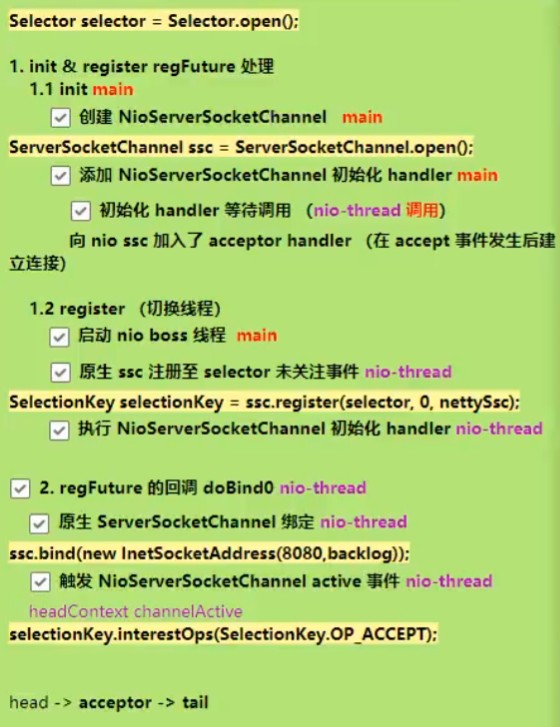 Selector selector = Selector.open();
1. init & register regFuture 处理
1.1 init main
创建 NioServerSocketChannel main
ServerSocketChannel ssc = ServerSocketChannel.open();
添加 NioServerSocketChannel 初始化 handler main
初始化 handler 等待调用 （nio-thread 调用）
向 nio ssc 加入了 acceptor handler （在 accept 事件发生后建
立连接）
1.2 register （切换线程）
启动 nio boss 线程 main
原生 ssc 注册至 selector 未关注事件 nio-thread
SelectionKey selectionKey = ssc.register(selector, 0, nettySsc);
执行 NioServerSocketChannel 初始化 handler nio-thread
2. regFuture 的回调 doBind0 nio-thread
原生 ServerSocketChannel 绑定 nio-thread
ssc.bind(new InetSocketAddress(8080,backlog));
触发 NioServerSocketChannel active 事件 nio-thread
headContext channelActive
selectionKey.interestOps(SelectionKey.OP_ACCEPT);
head -> acceptor -> tail